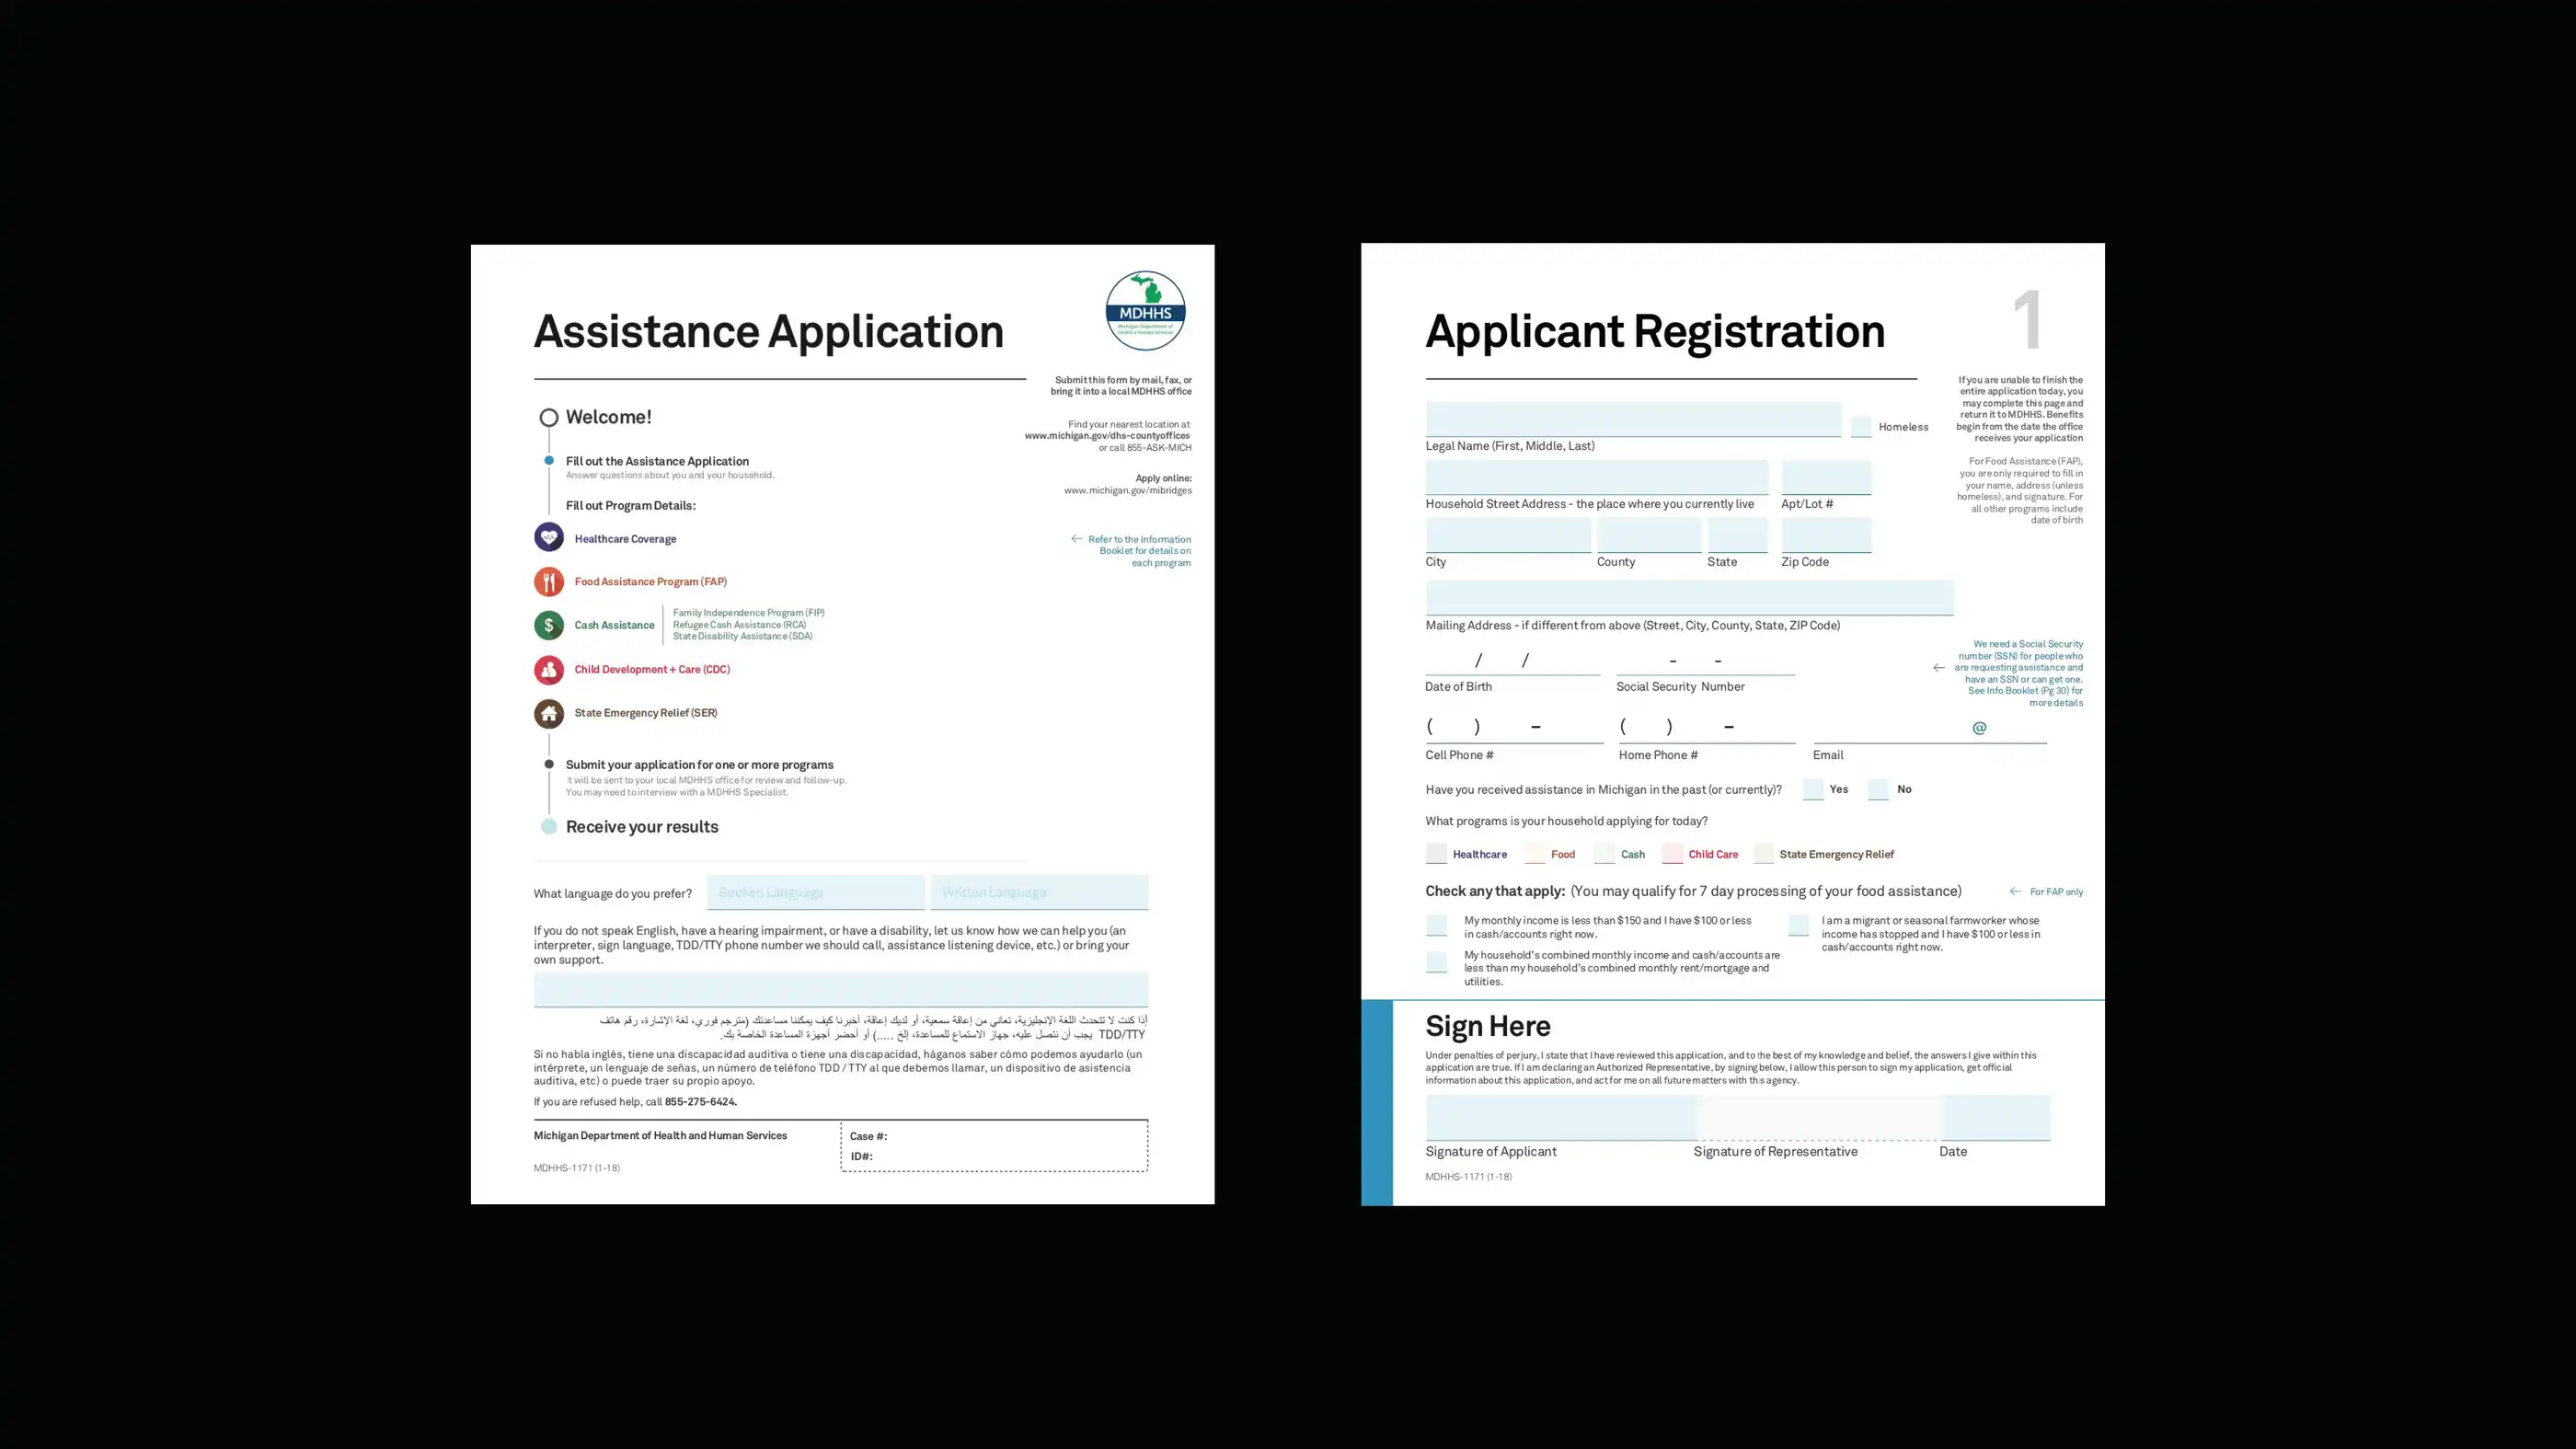 Assistance Application
MDHHS
Michigan Department of
Health & Human Services
Submit this form by mail, fax, or
bring it into a local MDHHS office
Find your nearest location at
www.michigan.gov/dhs-countyoffices
or call 855-ASK-MICH
Apply online:
www.michigan.gov/mibridges
← Refer to the Information
Booklet for details on
each program
Welcome!
Fill out the Assistance Application
Answer questions about you and your household.
Fill out Program Details:
Healthcare Coverage
Food Assistance Program (FAP)
$
Cash Assistance
Family Independence Program (FIP)
Refugee Cash Assistance (RCA)
State Disability Assistance (SDA)
Child Development + Care (CDC)
State Emergency Relief (SER)
Submit your application for one or more programs
It will be sent to your local MDHHS office for review and follow-up.
You may need to interview with a MDHHS Specialist.
Receive your results
What language do you prefer? Spoken Language Written Language
If you do not speak English, have a hearing impairment, or have a disability, let us know how we can help you (an
interpreter, sign language, TDD/TTY phone number we should call, assistance listening device, etc.) or bring your
own support.
إذا كنت لا تتحدث اللغة الإنجليزية، تعاني من إعاقة سمعية، أو لديك إعاقة، أخبرنا كيف يمكننا مساعدتك (مترجم فوري، لغة الإشارة، رقم هاتف
TDD/TTY يجب أن نتصل عليه، جهاز الاستماع للمساعدة، إلخ .....) أو أحضر أجهزة المساعدة الخاصة بك.
Si no habla inglés, tiene una discapacidad auditiva o tiene una discapacidad, háganos saber cómo podemos ayudarlo (un
intérprete, un lenguaje de señas, un número de teléfono TDD / TTY al que debemos llamar, un dispositivo de asistencia
auditiva, etc) o puede traer su propio apoyo.
If you are refused help, call 855-275-6424.
Michigan Department of Health and Human Services
MDHHS-1171 (1-18)
Case #:
ID#:
Applicant Registration
1
If you are unable to finish the
entire application today, you
may complete this page and
return it to MDHHS. Benefits
begin from the date the office
receives your application
For Food Assistance (FAP),
you are only required to fill in
your name, address (unless
homeless), and signature. For
all other programs include
date of birth
Homeless
Legal Name (First, Middle, Last)
Household Street Address - the place where you currently live Apt/Lot #
City County State Zip Code
Mailing Address - if different from above (Street, City, County, State, ZIP Code)
We need a Social Security
number (SSN) for people who
← are requesting assistance and
have an SSN or can get one.
See Info Booklet (Pg 30) for
more details
/ / - -
Date of Birth Social Security Number
( ) – ( ) – @
Cell Phone # Home Phone # Email
Have you received assistance in Michigan in the past (or currently)? Yes No
What programs is your household applying for today?
Healthcare Food Cash Child Care State Emergency Relief
Check any that apply: (You may qualify for 7 day processing of your food assistance) ← For FAP only
My monthly income is less than $150 and I have $100 or less
in cash/accounts right now.
My household's combined monthly income and cash/accounts are
less than my household's combined monthly rent/mortgage and
utilities.
I am a migrant or seasonal farmworker whose
income has stopped and I have $100 or less in
cash/accounts right now.
Sign Here
Under penalties of perjury, I state that I have reviewed this application, and to the best of my knowledge and belief, the answers I give within this
application are true. If I am declaring an Authorized Representative, by signing below, I allow this person to sign my application, get official
information about this application, and act for me on all future matters with this agency.
Signature of Applicant Signature of Representative Date
MDHHS-1171 (1-18)